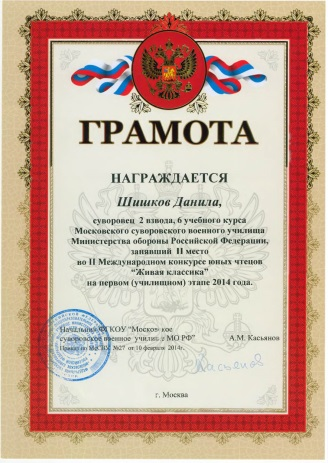 ГРАМОТА
НАГРАЖДАЕТСЯ
Шишков Данила,
суворовец 2 взвода, 6 учебного курса
Московского суворовского военного училища
Министерства обороны Российской Федерации,
занявший II место
во II Международном конкурсе юных чтецов
“Живая классика”
на первом (училищном) этапе 2014 года.
Начальник ФГКОУ “Московское
суворовское военное училище МО РФ” А.М. Касьянов
Приказ по МсСВУ №27 от 10 февраля 2014г.
Касьянов
г. Москва